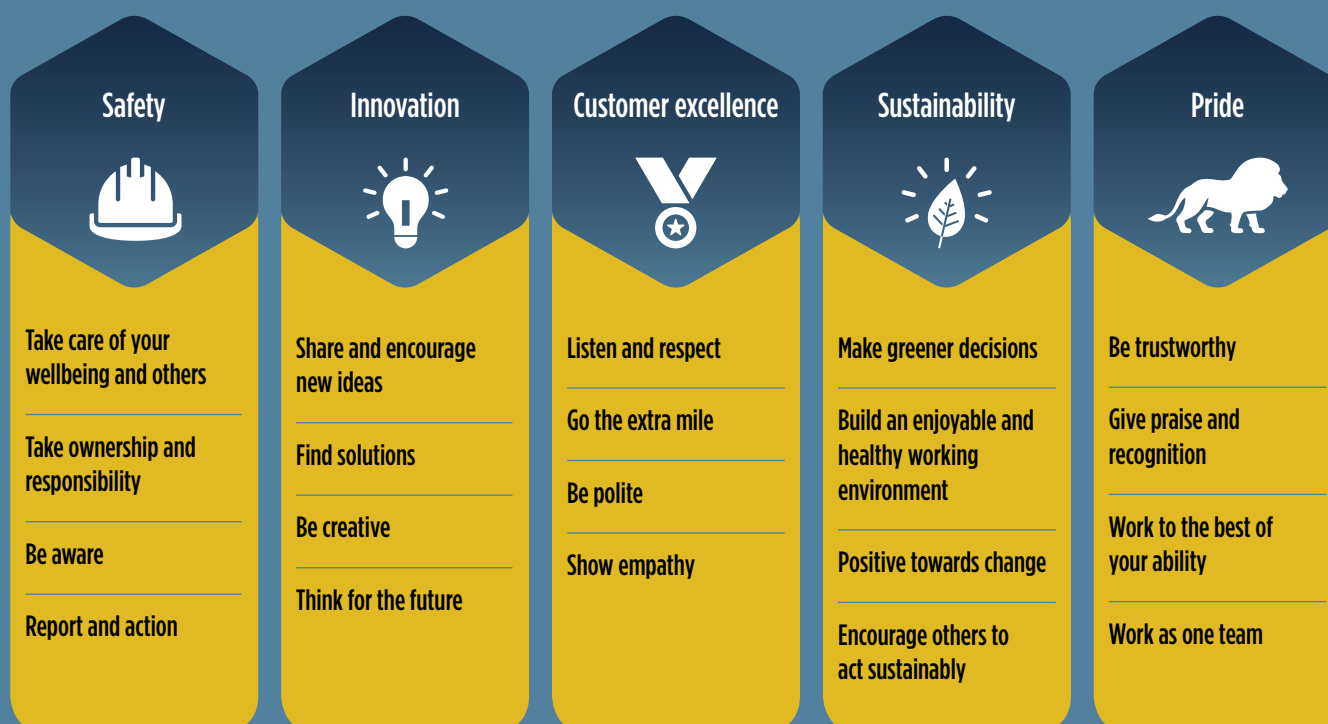 Safety
Take care of your
wellbeing and others
Take ownership and
responsibility
Be aware
Report and action
Innovation
Share and encourage
new ideas
Find solutions
Be creative
Think for the future
Customer excellence
Listen and respect
Go the extra mile
Be polite
Show empathy
Sustainability
Make greener decisions
Build an enjoyable and
healthy working
environment
Positive towards change
Encourage others to
act sustainably
Pride
Be trustworthy
Give praise and
recognition
Work to the best of
your ability
Work as one team